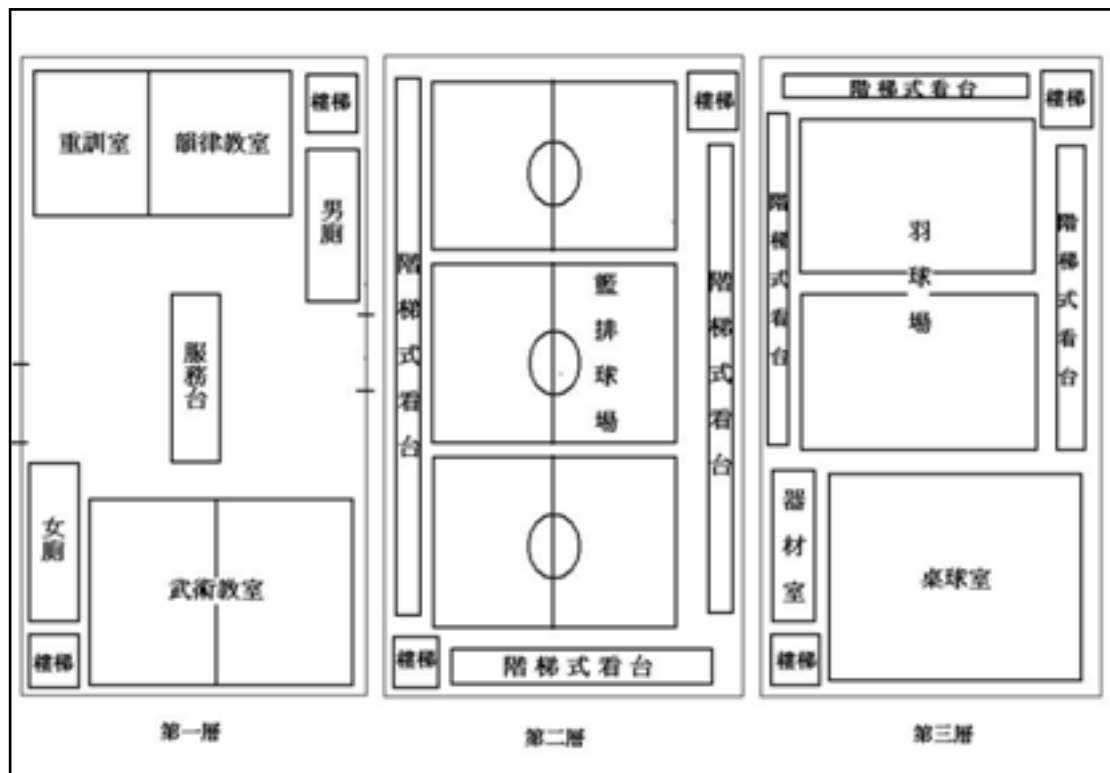 樓梯
重訓室
韻律教室
男廁
服務台
女廁
武術教室
樓梯
第一層
樓梯
階梯式看台
籃排球場
階梯式看台
樓梯
階梯式看台
第二層
階梯式看台
樓梯
階梯式看台
羽球場
階梯式看台
器材室
桌球室
樓梯
第三層